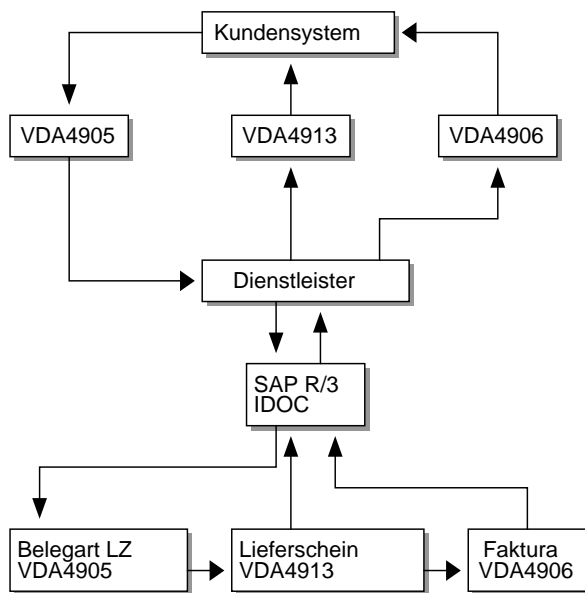 Kundensystem
VDA4905
VDA4913
VDA4906
Dienstleister
SAP R/3
IDOC
Belegart LZ
VDA4905
Lieferschein
VDA4913
Faktura
VDA4906